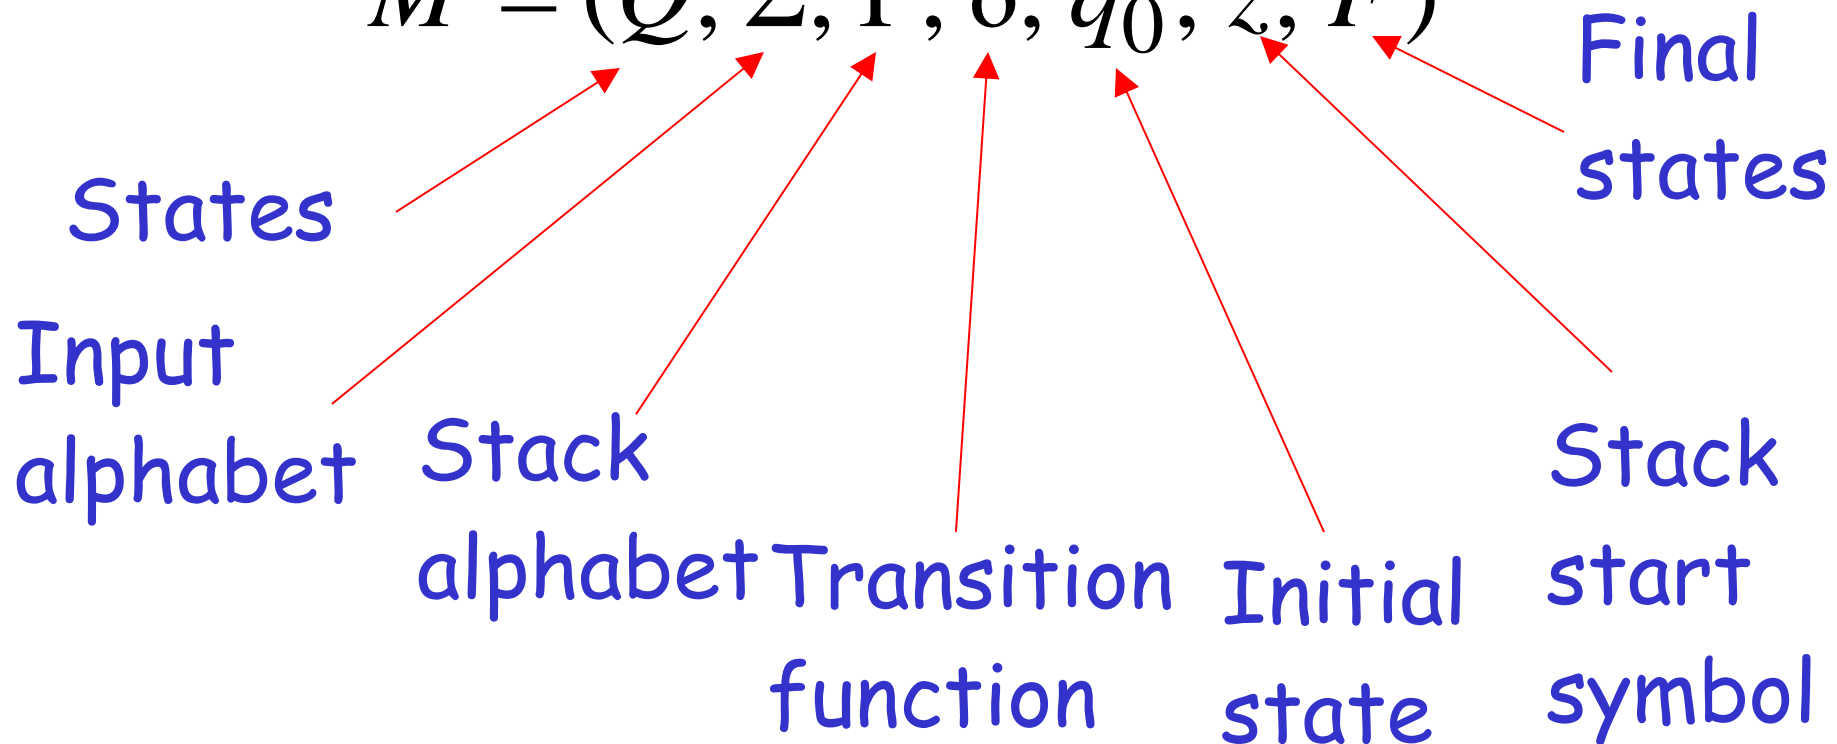 M = (Q, Σ, Γ, δ, q₀, z, F)
Final
states
States
Input
alphabet
Stack
alphabet
Transition
function
Initial
state
Stack
start
symbol